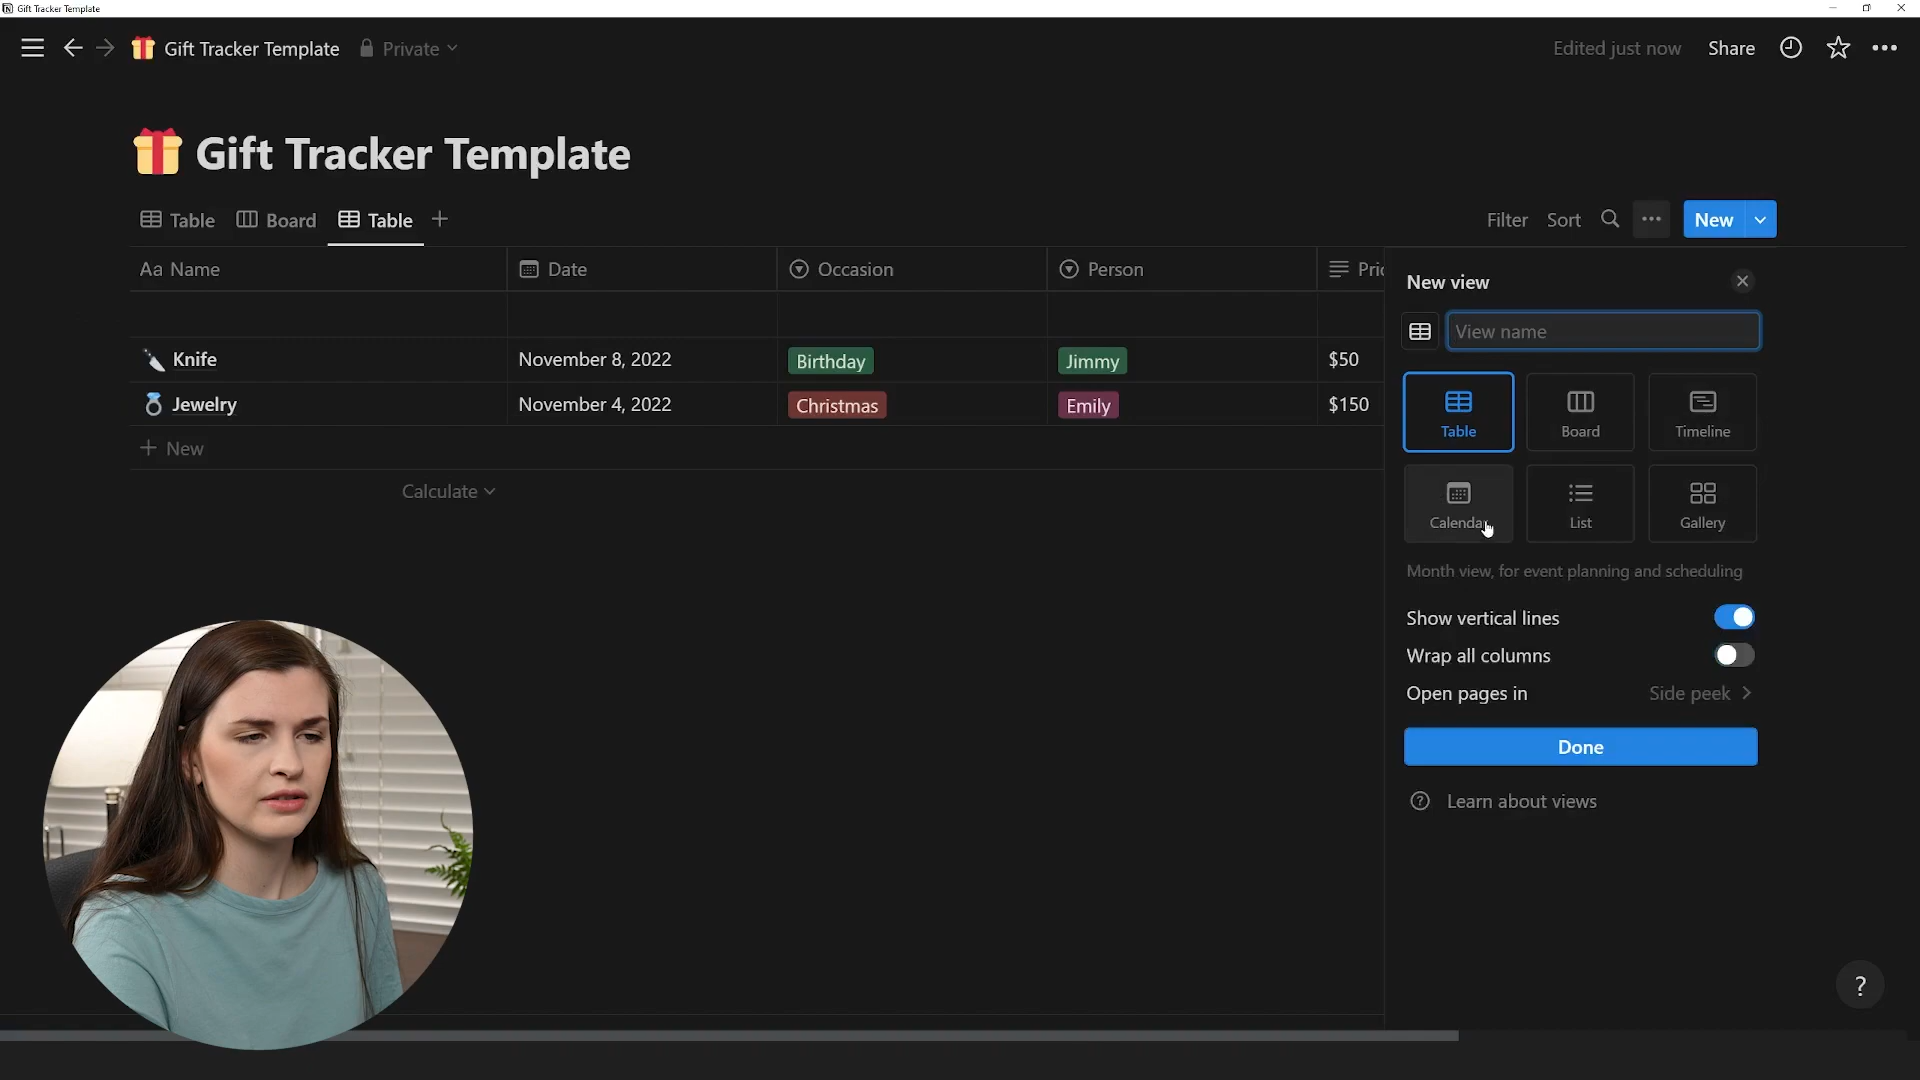 Gift Tracker Template
Gift Tracker Template Private Edited just now Share
Gift Tracker Template
Table Board Table Filter Sort New
Aa Name Date Occasion Person Pric
New view
View name
Knife November 8, 2022 Birthday Jimmy $50
Jewelry November 4, 2022 Christmas Emily $150
New
Calculate
Table Board Timeline
Calendar List Gallery
Month view, for event planning and scheduling
Show vertical lines
Wrap all columns
Open pages in Side peek
Done
? Learn about views
?